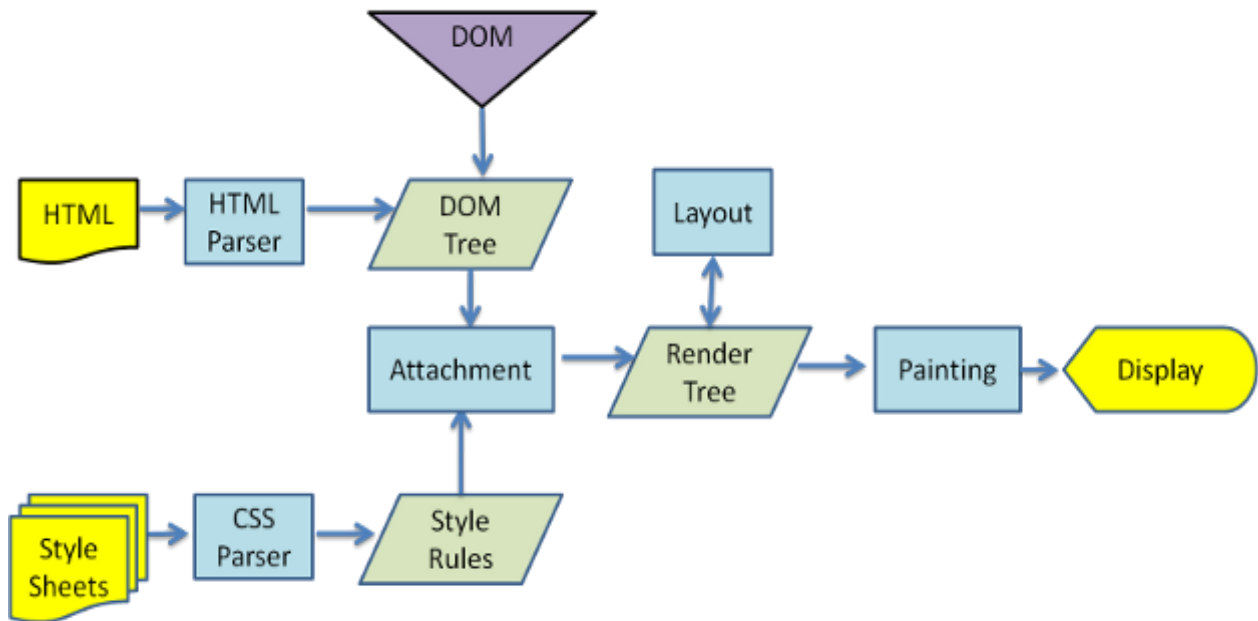 DOM
HTML
HTML
Parser
DOM
Tree
Layout
Attachment
Render
Tree
Painting
Display
Style
Sheets
CSS
Parser
Style
Rules